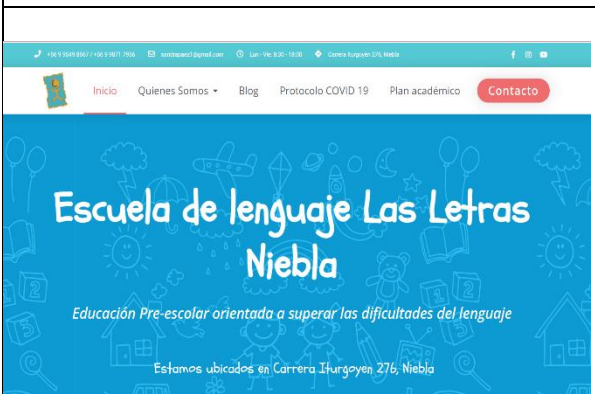 Lun - Vie: 8:30 - 18:00 Carrera Iturgoyen 276, Niebla
Inicio Quienes Somos Blog Protocolo COVID 19 Plan académico Contacto
Escuela de lenguaje Las Letras
Niebla
Educación Pre-escolar orientada a superar las dificultades del lenguaje
Estamos ubicados en Carrera Iturgoyen 276, Niebla